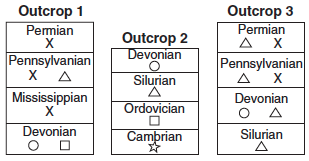 Outcrop 1
Permian
X
Pennsylvanian
X △
Mississippian
X
Devonian
○ □
Outcrop 2
Devonian
○
Silurian
△
Ordovician
□
Cambrian
☆
Outcrop 3
Permian
△ X
Pennsylvanian
△ X
Devonian
○ △
Silurian
△